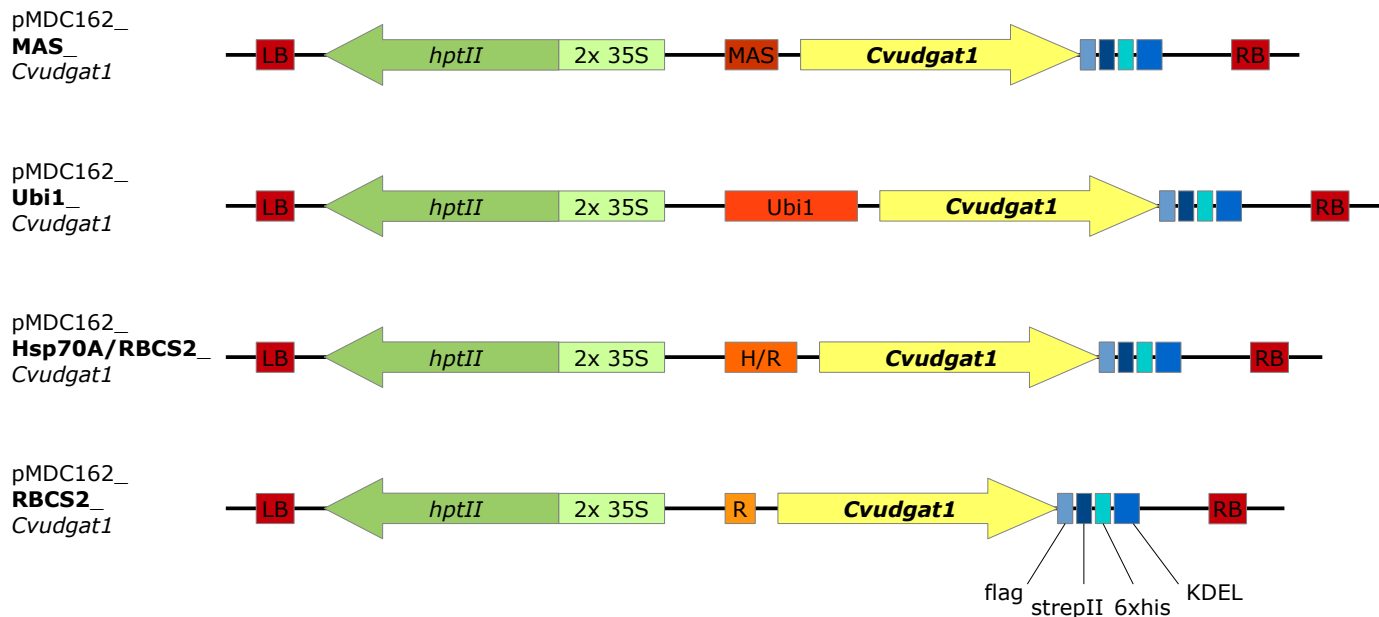 pMDC162_
MAS_
Cvudgat1
LB hptII 2x 35S MAS Cvudgat1 RB
pMDC162_
Ubi1_
Cvudgat1
LB hptII 2x 35S Ubi1 Cvudgat1 RB
pMDC162_
Hsp70A/RBCS2_
Cvudgat1
LB hptII 2x 35S H/R Cvudgat1 RB
pMDC162_
RBCS2_
Cvudgat1
LB hptII 2x 35S R Cvudgat1 RB
flag strepII 6xhis KDEL